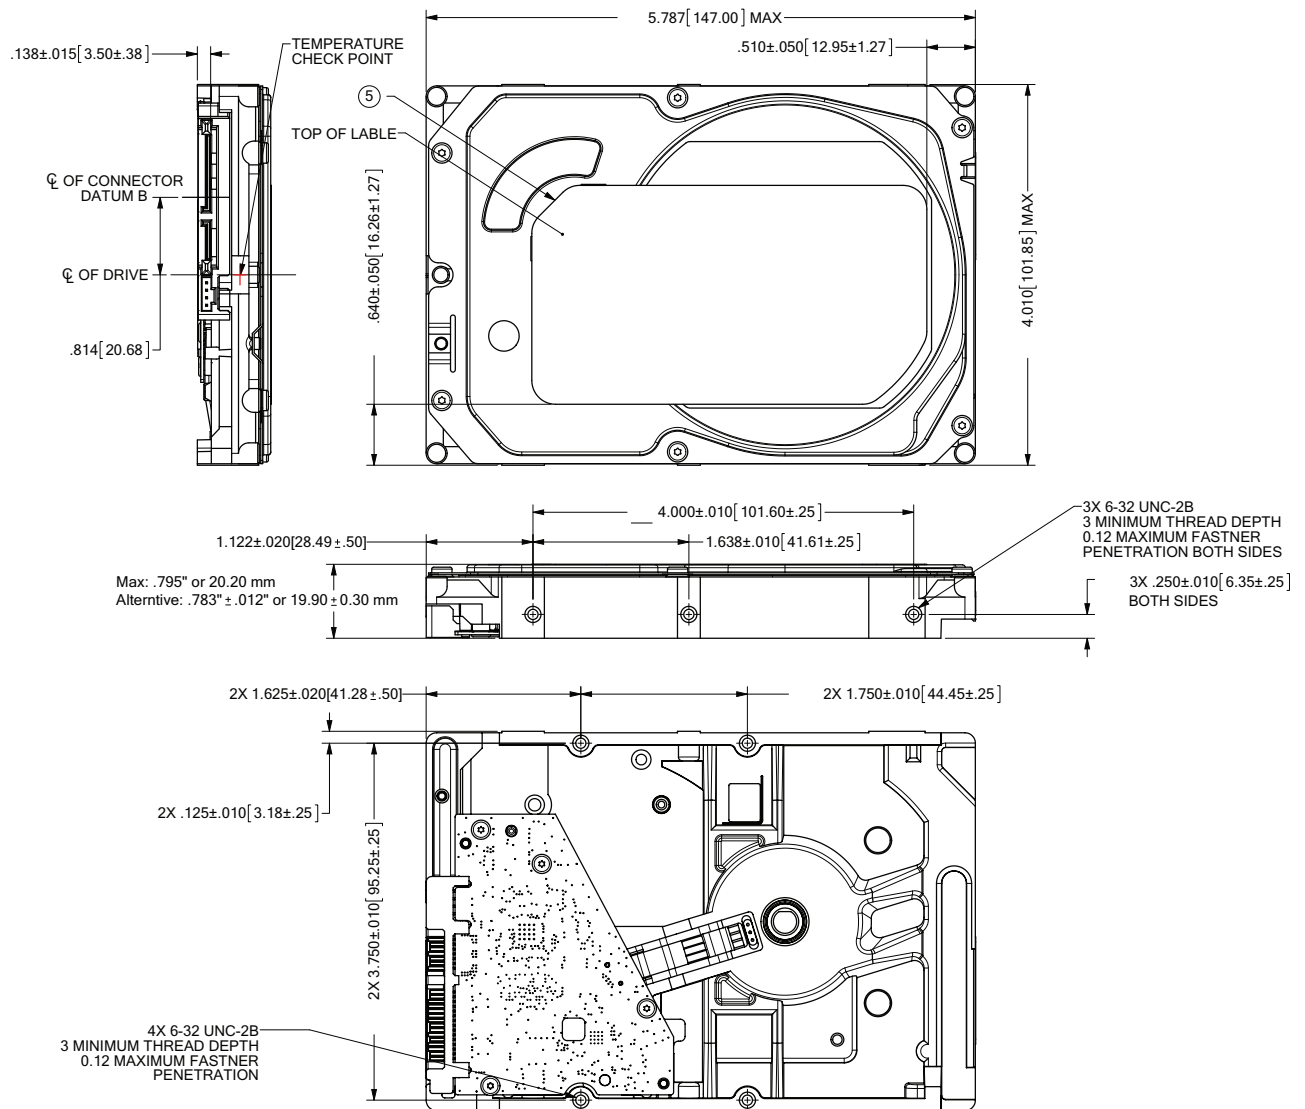 5.787[147.00] MAX
.510±.050[12.95±1.27]
.138±.015[3.50±.38]
TEMPERATURE
CHECK POINT
5
TOP OF LABLE
℄ OF CONNECTOR
DATUM B
℄ OF DRIVE
.814[20.68]
.640±.050[16.26±1.27]
4.010[101.85] MAX
4.000±.010[101.60±.25]
1.122±.020[28.49±.50]
1.638±.010[41.61±.25]
3X 6-32 UNC-2B
3 MINIMUM THREAD DEPTH
0.12 MAXIMUM FASTNER
PENETRATION BOTH SIDES
Max: .795" or 20.20 mm
Alterntive: .783" ± .012" or 19.90 ± 0.30 mm
3X .250±.010[6.35±.25]
BOTH SIDES
2X 1.625±.020[41.28±.50]
2X 1.750±.010[44.45±.25]
2X .125±.010[3.18±.25]
2X 3.750±.010[95.25±.25]
4X 6-32 UNC-2B
3 MINIMUM THREAD DEPTH
0.12 MAXIMUM FASTNER
PENETRATION